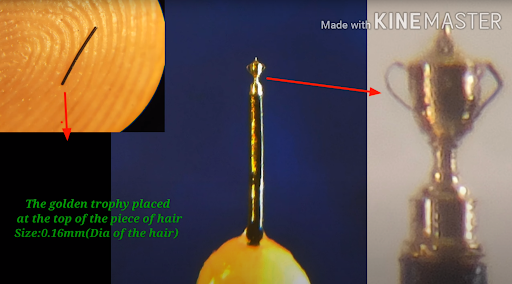 Made with KINEMASTER
The golden trophy placed
at the top of the piece of hair
Size:0.16mm(Dia of the hair)